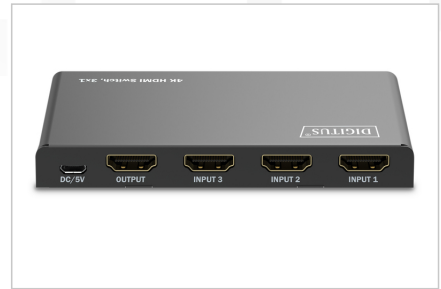 4K HDMI Switch, 3x1
DIGITUS®
DC/5V OUTPUT INPUT 3 INPUT 2 INPUT 1